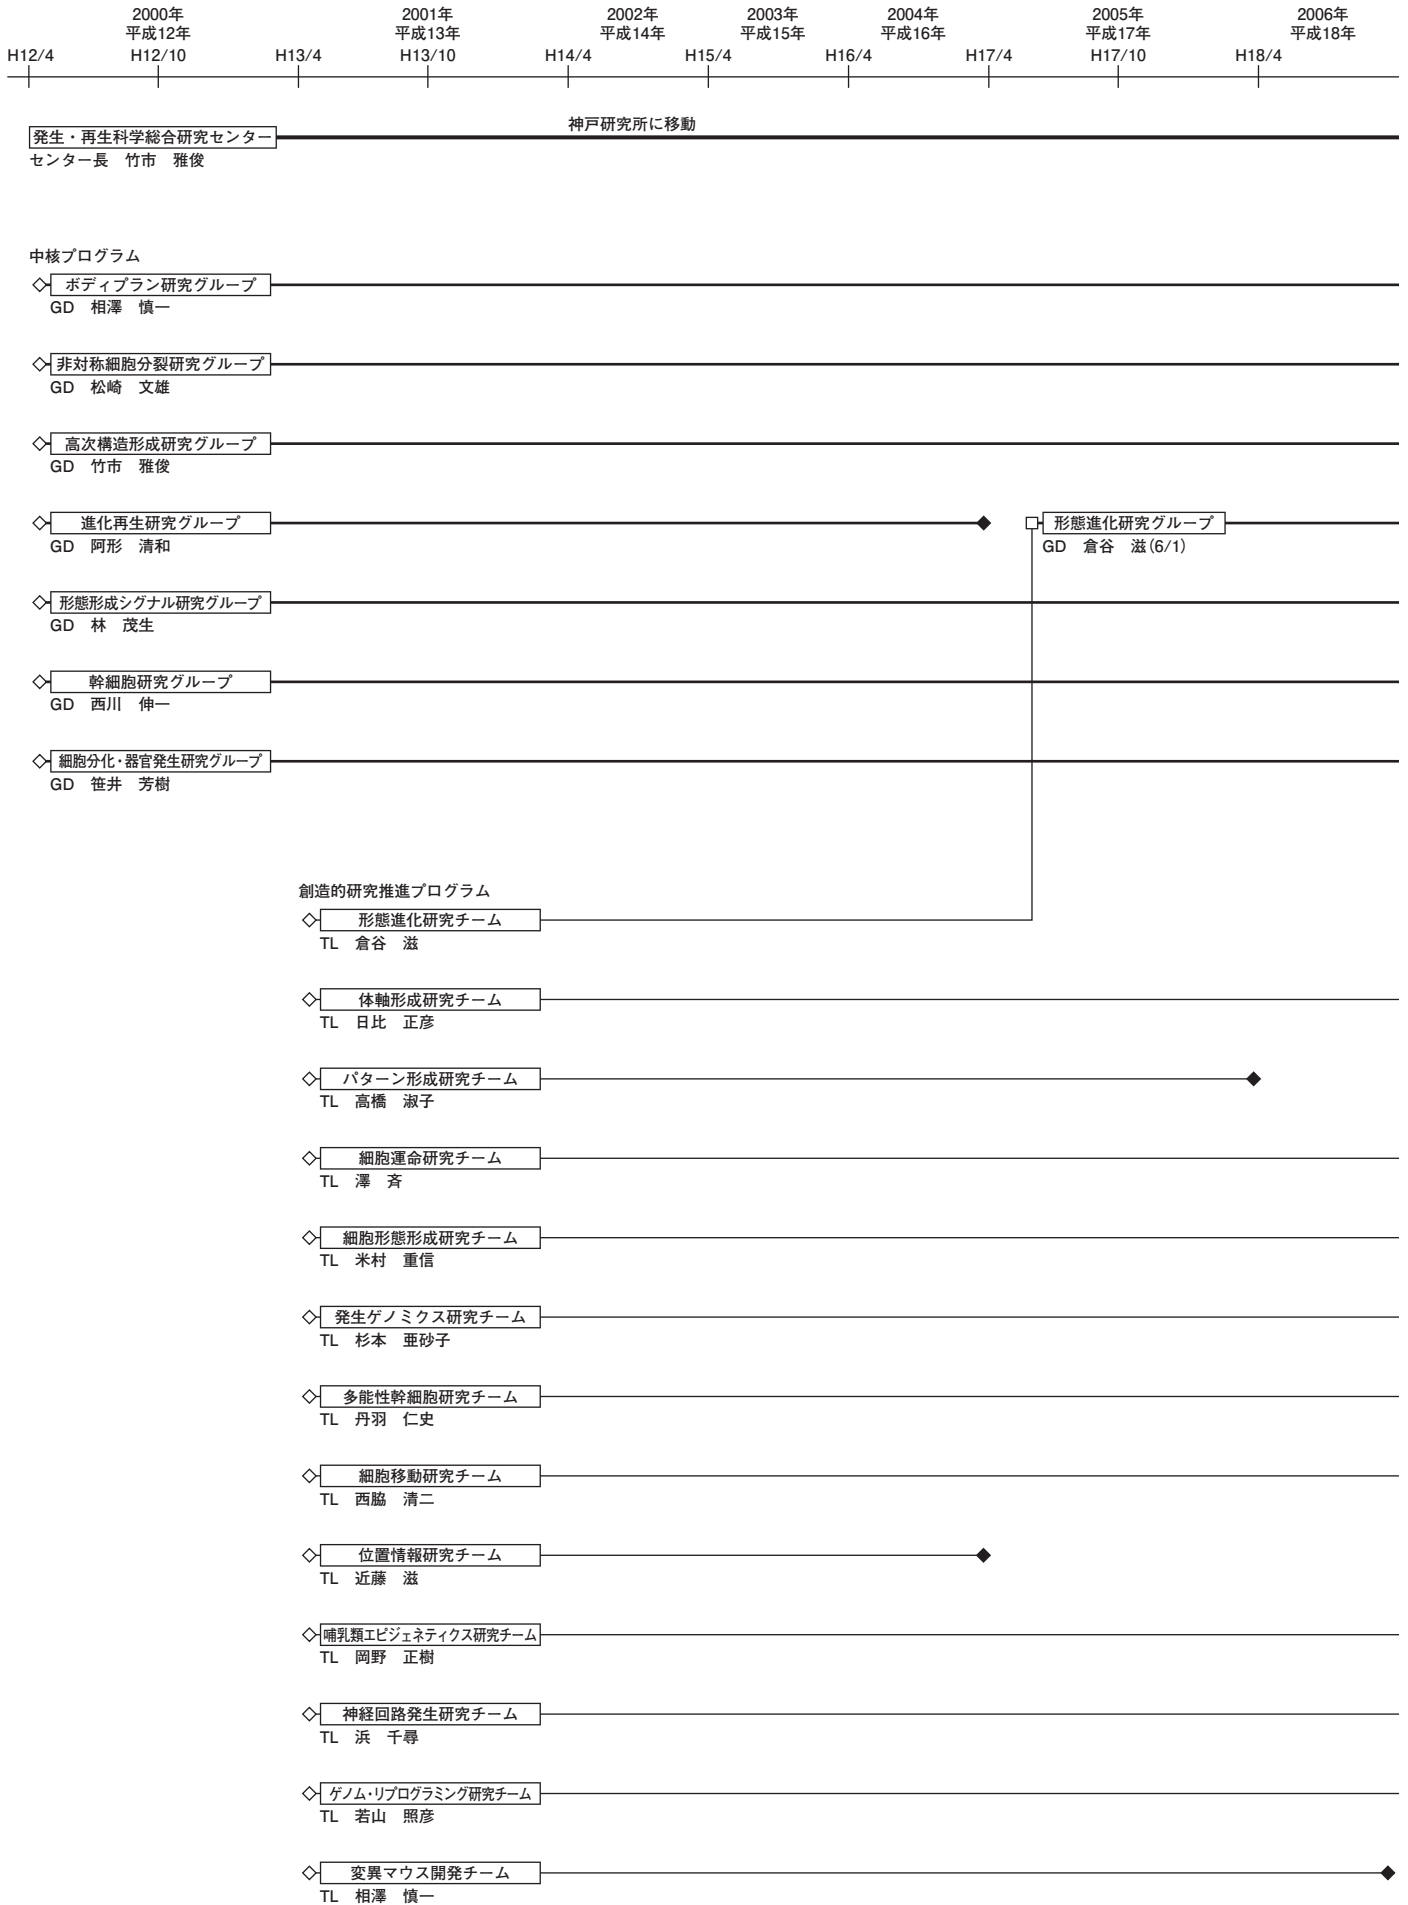 2000年 2001年 2002年 2003年 2004年 2005年 2006年
平成12年 平成13年 平成14年 平成15年 平成16年 平成17年 平成18年
H12/4 H12/10 H13/4 H13/10 H14/4 H15/4 H16/4 H17/4 H17/10 H18/4
神戸研究所に移動
発生・再生科学総合研究センター
センター長 竹市 雅俊
中核プログラム
ボディプラン研究グループ
GD 相澤 慎一
非対称細胞分裂研究グループ
GD 松崎 文雄
高次構造形成研究グループ
GD 竹市 雅俊
進化再生研究グループ 形態進化研究グループ
GD 阿形 清和 GD 倉谷 滋(6/1)
形態形成シグナル研究グループ
GD 林 茂生
幹細胞研究グループ
GD 西川 伸一
細胞分化・器官発生研究グループ
GD 笹井 芳樹
創造的研究推進プログラム
形態進化研究チーム
TL 倉谷 滋
体軸形成研究チーム
TL 日比 正彦
パターン形成研究チーム
TL 高橋 淑子
細胞運命研究チーム
TL 澤 斉
細胞形態形成研究チーム
TL 米村 重信
発生ゲノミクス研究チーム
TL 杉本 亜砂子
多能性幹細胞研究チーム
TL 丹羽 仁史
細胞移動研究チーム
TL 西脇 清二
位置情報研究チーム
TL 近藤 滋
哺乳類エピジェネティクス研究チーム
TL 岡野 正樹
神経回路発生研究チーム
TL 浜 千尋
ゲノム・リプログラミング研究チーム
TL 若山 照彦
変異マウス開発チーム
TL 相澤 慎一